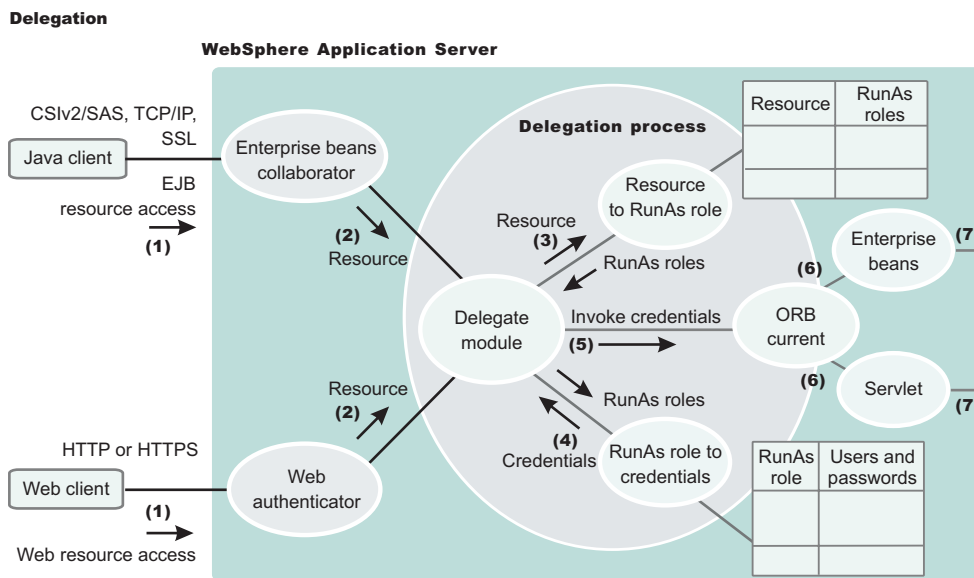 Delegation
WebSphere Application Server
CSIv2/SAS, TCP/IP,
SSL
Java client
EJB
resource access
(1)
Enterprise beans
collaborator
(2)
Resource
Delegation process
Resource
(3)
Resource
to RunAs role
RunAs roles
Resource
RunAs
roles
Delegate
module
Invoke credentials
(5)
ORB
current
(6)
Enterprise
beans
(7
(6)
Servlet
(7
Resource
(2)
RunAs roles
(4)
Credentials
RunAs role to
credentials
RunAs
role
Users and
passwords
HTTP or HTTPS
Web client
(1)
Web resource access
Web
authenticator